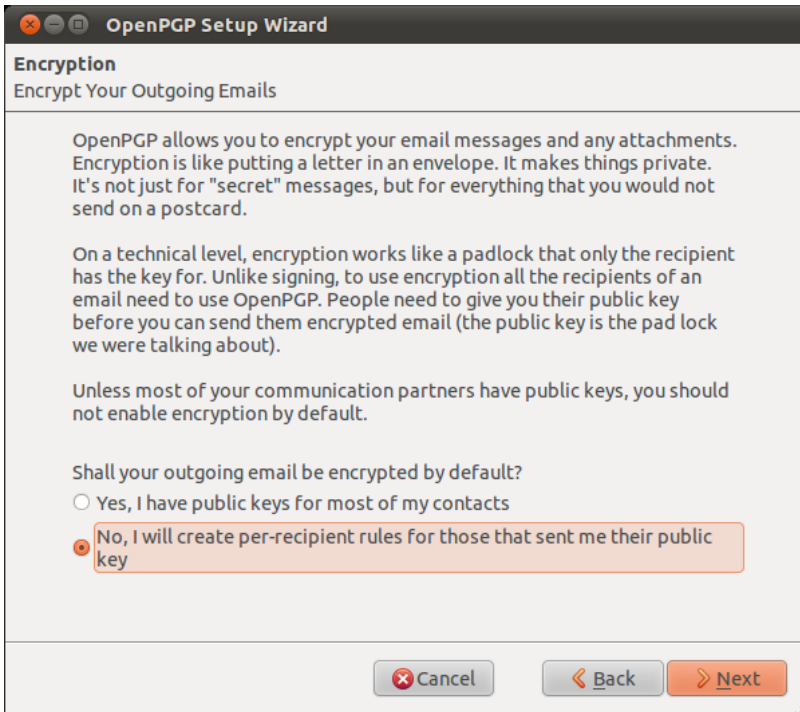 OpenPGP Setup Wizard
Encryption
Encrypt Your Outgoing Emails
OpenPGP allows you to encrypt your email messages and any attachments.
Encryption is like putting a letter in an envelope. It makes things private.
It's not just for "secret" messages, but for everything that you would not
send on a postcard.
On a technical level, encryption works like a padlock that only the recipient
has the key for. Unlike signing, to use encryption all the recipients of an
email need to use OpenPGP. People need to give you their public key
before you can send them encrypted email (the public key is the pad lock
we were talking about).
Unless most of your communication partners have public keys, you should
not enable encryption by default.
Shall your outgoing email be encrypted by default?
Yes, I have public keys for most of my contacts
No, I will create per-recipient rules for those that sent me their public
key
Cancel
Back
Next